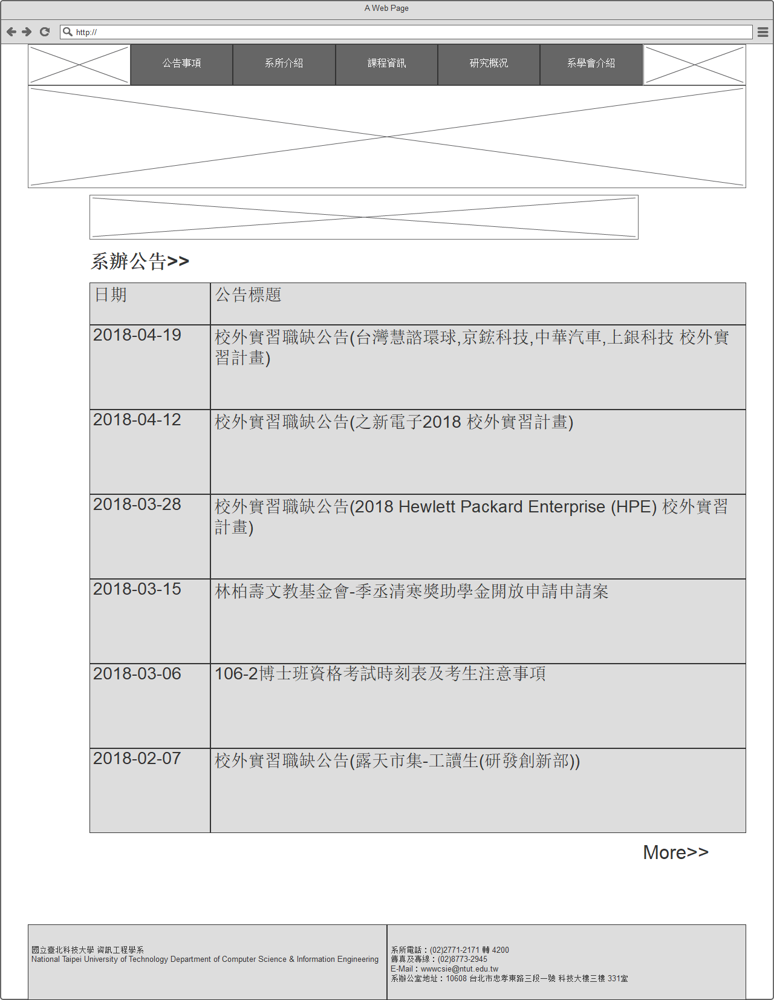 A Web Page
http://
公告事項 系所介紹 課程資訊 研究概況 系學會介紹
系辦公告>>
日期 公告標題
2018-04-19 校外實習職缺公告(台灣慧諮環球,京鋐科技,中華汽車,上銀科技 校外實
習計畫)
2018-04-12 校外實習職缺公告(之新電子2018 校外實習計畫)
2018-03-28 校外實習職缺公告(2018 Hewlett Packard Enterprise (HPE) 校外實習
計畫)
2018-03-15 林柏壽文教基金會-季丞清寒獎助學金開放申請申請案
2018-03-06 106-2博士班資格考試時刻表及考生注意事項
2018-02-07 校外實習職缺公告(露天市集-工讀生(研發創新部))
More>>
國立臺北科技大學 資訊工程學系
National Taipei University of Technology Department of Computer Science & Information Engineering
系所電話：(02)2771-2171 轉 4200
傳真及專線：(02)8773-2945
E-Mail：wwwcsie@ntut.edu.tw
系辦公室地址：10608 台北市忠孝東路三段一號 科技大樓三樓 331室